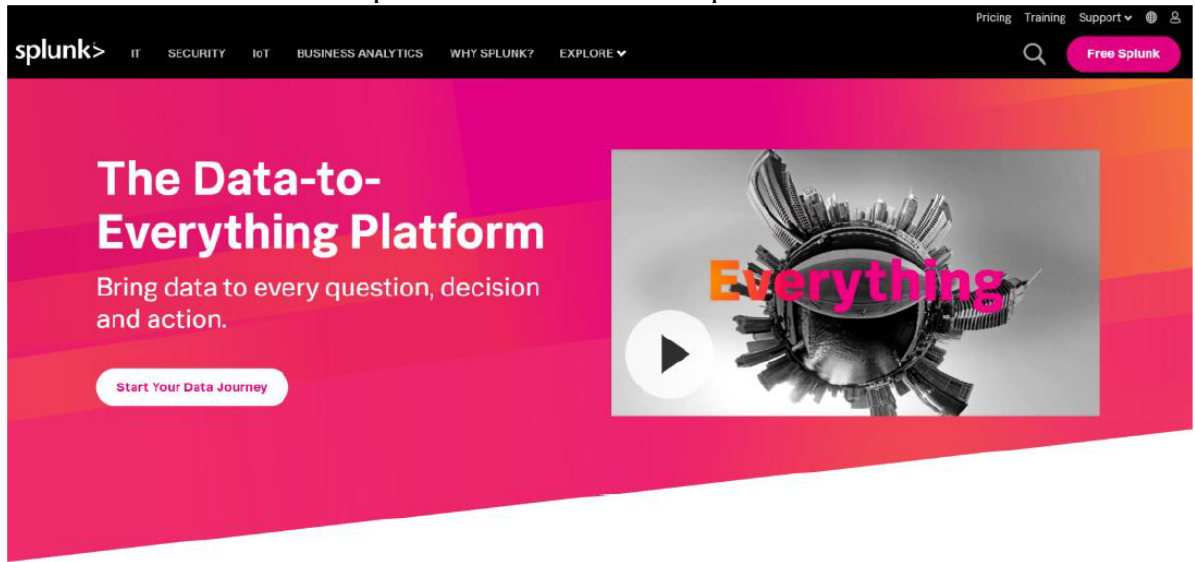 Pricing Training Support
splunk> IT SECURITY IoT BUSINESS ANALYTICS WHY SPLUNK? EXPLORE Free Splunk
The Data-to-
Everything Platform
Bring data to every question, decision
and action.
Start Your Data Journey
Everything